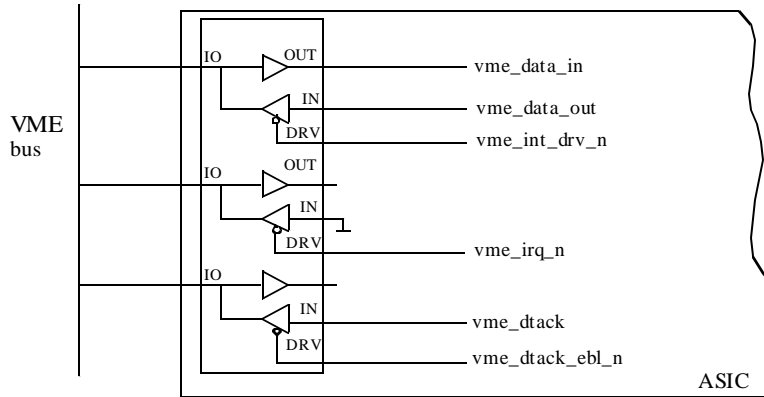 IO
OUT
vme_data_in
IN
vme_data_out
DRV
vme_int_drv_n
VME
bus
IO
OUT
IN
DRV
vme_irq_n
IO
IN
vme_dtack
DRV
vme_dtack_ebl_n
ASIC